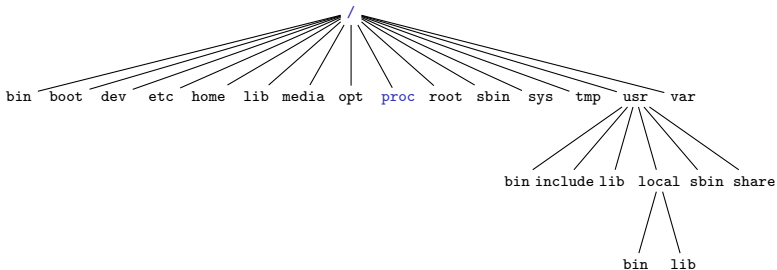 /
bin boot dev etc home lib media opt proc root sbin sys tmp usr var
bin include lib local sbin share
bin lib